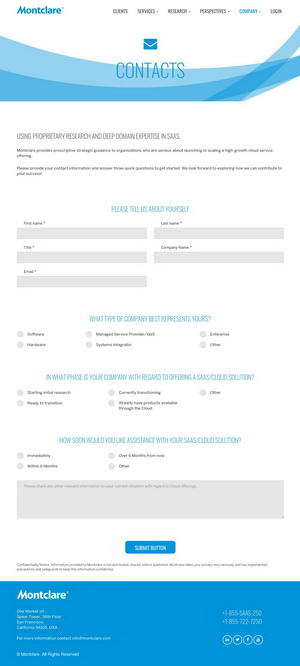 Montclare
CLIENTS SERVICES RESEARCH PERSPECTIVES COMPANY LOGIN
CONTACTS
USING PROPRIETARY RESEARCH AND DEEP DOMAIN EXPERTISE IN SAAS,
Montclare provides prescriptive strategic guidance to organizations who are serious about launching or scaling a high-growth cloud service
offering.
Please provide your contact information and answer three quick questions to get started. We look forward to exploring how we can contribute to
your success!
PLEASE TELL US ABOUT YOURSELF
First name * Last name *
Title * Company Name *
Email *
WHAT TYPE OF COMPANY BEST REPRESENTS YOURS?
Software Managed Service Provider/IaaS Enterprise
Hardware Systems Integrator Other
IN WHAT PHASE IS YOUR COMPANY WITH REGARD TO OFFERING A SAAS/CLOUD SOLUTION?
Starting initial research Currently transitioning Other
Ready to transition Already have products available
through the Cloud
HOW SOON WOULD YOU LIKE ASSISTANCE WITH YOUR SAAS/CLOUD SOLUTION?
Immediately Over 6 Months from now
Within 6 Months Other
Please share any other relevant information to your current situation with regard to Cloud offerings.
SUBMIT BUTTON
Confidentiality Notice: Information provided to Montclare is not distributed, shared, and/or published. Montclare takes your privacy very seriously and has implemented
precautions and safeguards to keep this information confidential.
Montclare
One Market str.,
Spear Tower, 36th Floor
San Francisco,
California 94105, USA
For more information contact info@montclare.com
+1-855-SAAS-250
+1-855-722-7250
© Montclare. All Rights Reserved